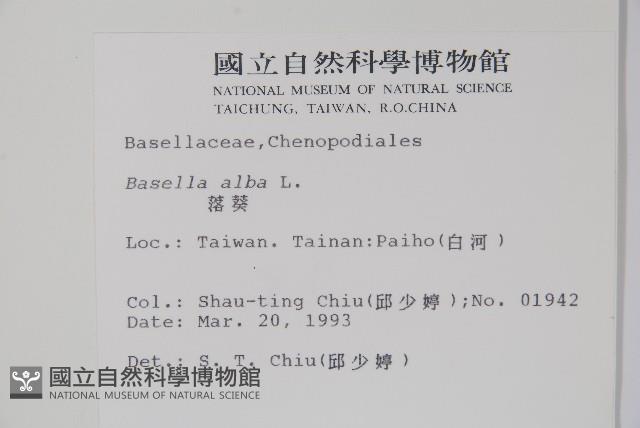 國立自然科學博物館
NATIONAL MUSEUM OF NATURAL SCIENCE
TAICHUNG, TAIWAN, R.O.CHINA
Basellaceae,Chenopodiales
Basella alba L.
落葵
Loc.: Taiwan. Tainan:Paiho(白河)
Col.: Shau-ting Chiu(邱少婷);No. 01942
Date: Mar. 20, 1993
Det.: S. T. Chiu(邱少婷)
國立自然科學博物館
NATIONAL MUSEUM OF NATURAL SCIENCE